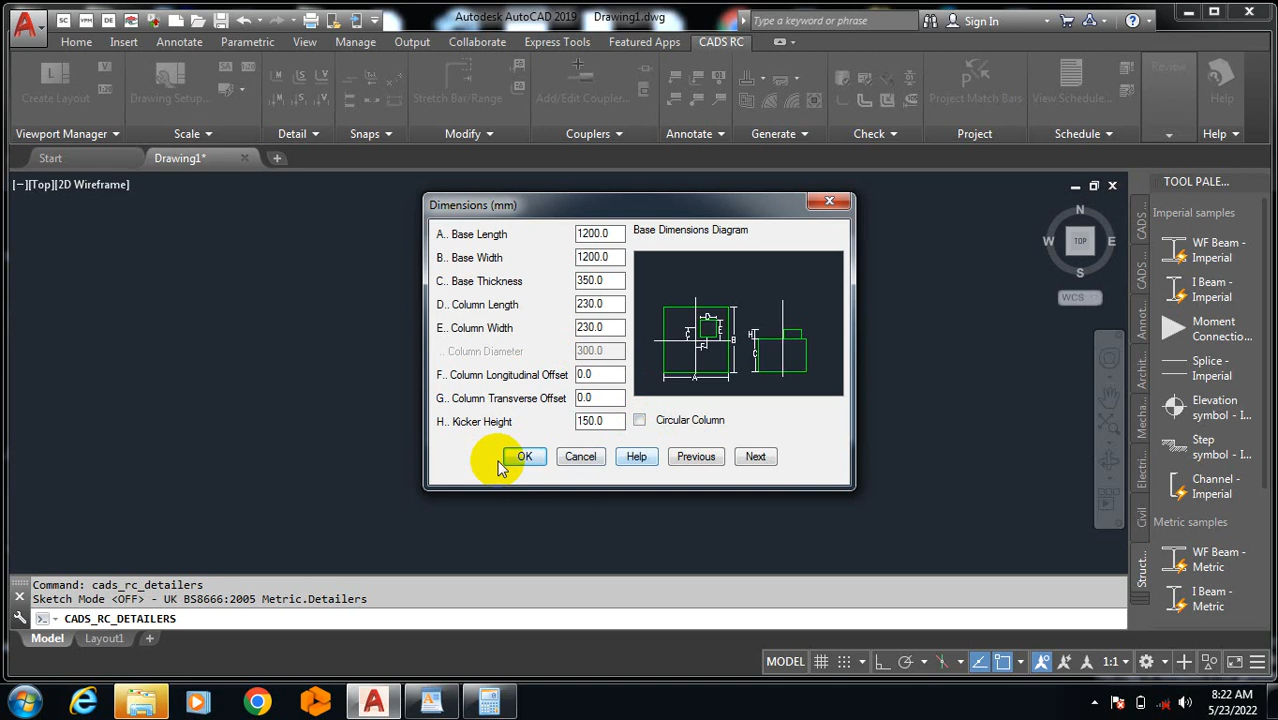 Autodesk AutoCAD 2019 Drawing1.dwg
Type a keyword or phrase
Sign In
Home Insert Annotate Parametric View Manage Output Collaborate Express Tools Featured Apps CADS RC
Create Layout
Drawing Setup...
Stretch Bar/Range
Add/Edit Coupler...
Project Match Bars
View Schedule
Review
Help
Viewport Manager Scale Detail Snaps Modify Couplers Annotate Generate Check Project Schedule Help
Start Drawing1*
[−][Top][2D Wireframe]
Dimensions (mm)
A.. Base Length 1200.0
B.. Base Width 1200.0
C.. Base Thickness 350.0
D.. Column Length 230.0
E.. Column Width 230.0
.. Column Diameter 300.0
F.. Column Longitudinal Offset 0.0
G.. Column Transverse Offset 0.0
H.. Kicker Height 150.0
Base Dimensions Diagram
Circular Column
OK Cancel Help Previous Next
N
W TOP E
S
WCS
TOOL PALE...
Imperial samples
WF Beam - Imperial
I Beam - Imperial
Moment Connectio...
Splice - Imperial
Elevation symbol - I...
Step symbol - I...
Channel - Imperial
Metric samples
WF Beam - Metric
I Beam - Metric
CADS
CADS
Annot...
Archit...
Mecha...
Electri...
Civil
Struct...
Command: cads_rc_detailers
Sketch Mode <OFF> - UK BS8666:2005 Metric.Detailers
CADS_RC_DETAILERS
Model Layout1
MODEL
1:1
8:22 AM
5/23/2022